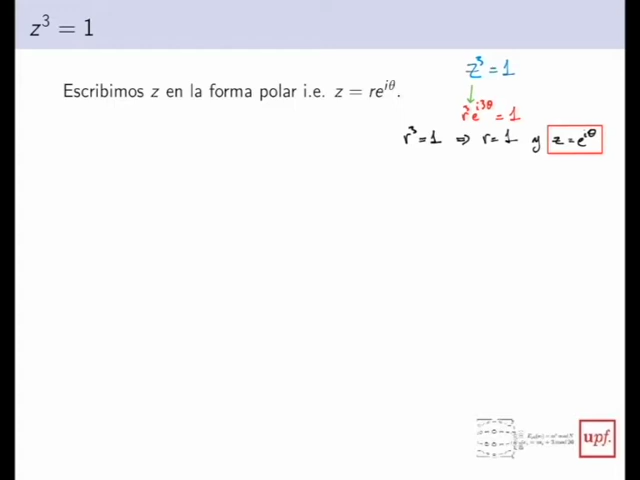 z³ = 1
z³ = 1
Escribimos z en la forma polar i.e. z = re^{iθ}.
r³e^{i3θ} = 1
r³ = 1 ⇒ r = 1 y z = e^{iθ}
upf.